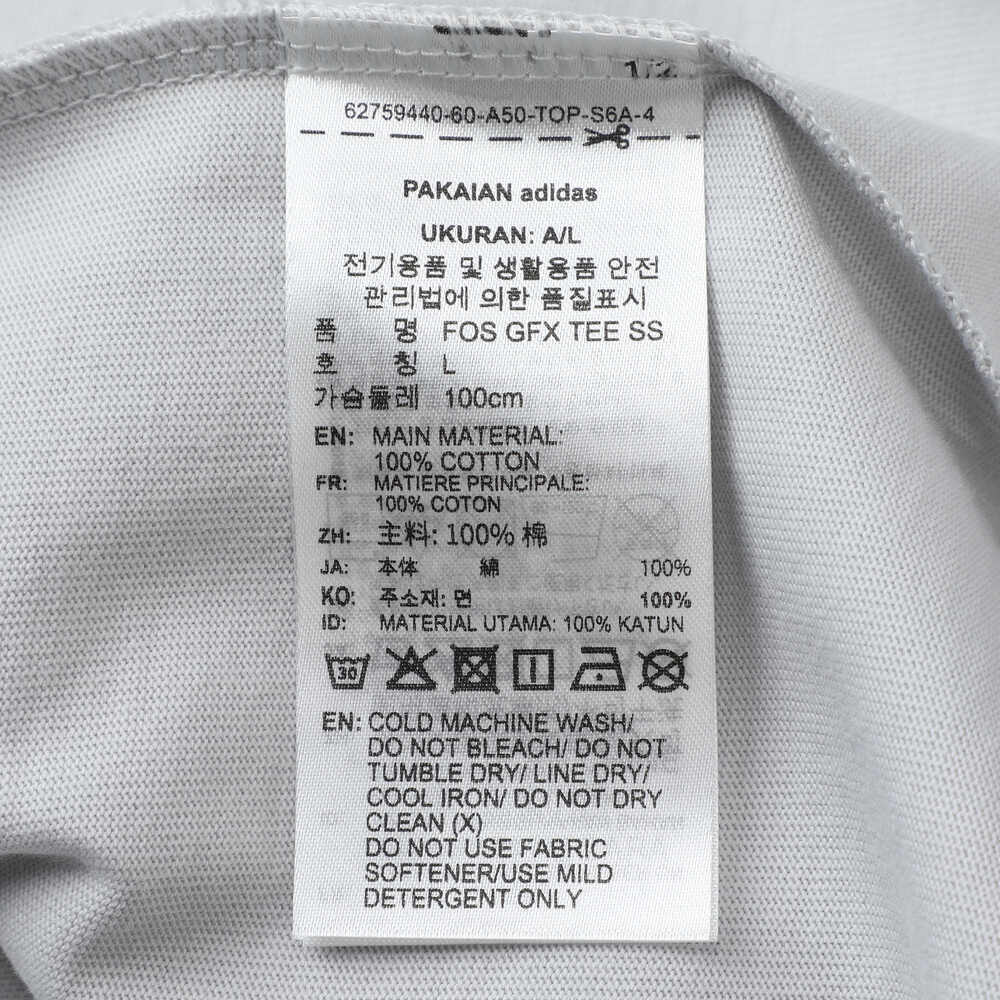 1/2
62759440-60-A50-TOP-S6A-4
PAKAIAN adidas
UKURAN: A/L
전기용품 및 생활용품 안전
관리법에 의한 품질표시
품 명 FOS GFX TEE SS
호 칭 L
가슴둘레 100cm
EN: MAIN MATERIAL:
100% COTTON
FR: MATIERE PRINCIPALE:
100% COTON
ZH: 主料: 100% 棉
JA: 本体 綿 100%
KO: 주소재: 면 100%
ID: MATERIAL UTAMA: 100% KATUN
30
EN: COLD MACHINE WASH/
DO NOT BLEACH/ DO NOT
TUMBLE DRY/ LINE DRY/
COOL IRON/ DO NOT DRY
CLEAN (X)
DO NOT USE FABRIC
SOFTENER/USE MILD
DETERGENT ONLY